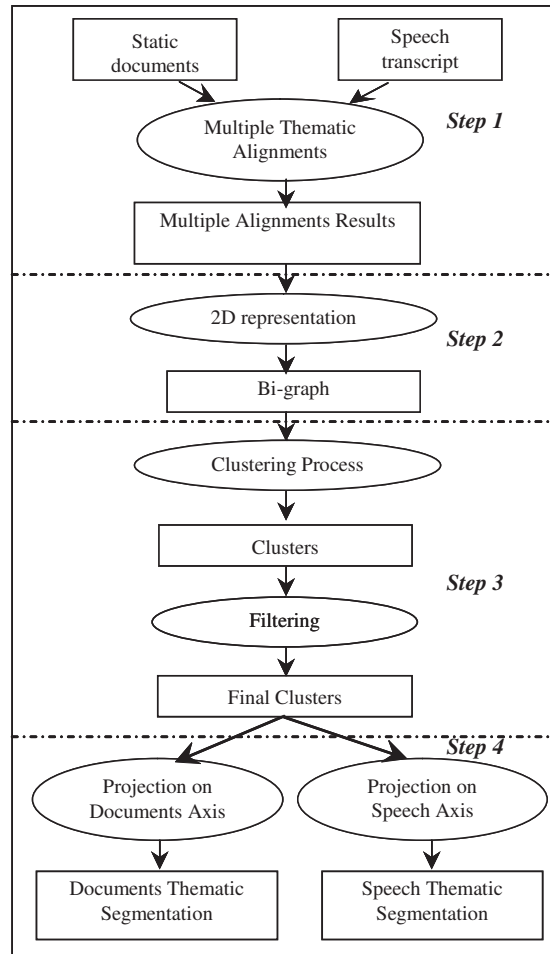 Static
documents
Speech
transcript
Step 1
Multiple Thematic
Alignments
Multiple Alignments Results
2D representation
Step 2
Bi-graph
Clustering Process
Clusters
Step 3
Filtering
Final Clusters
Step 4
Projection on
Documents Axis
Projection on
Speech Axis
Documents Thematic
Segmentation
Speech Thematic
Segmentation